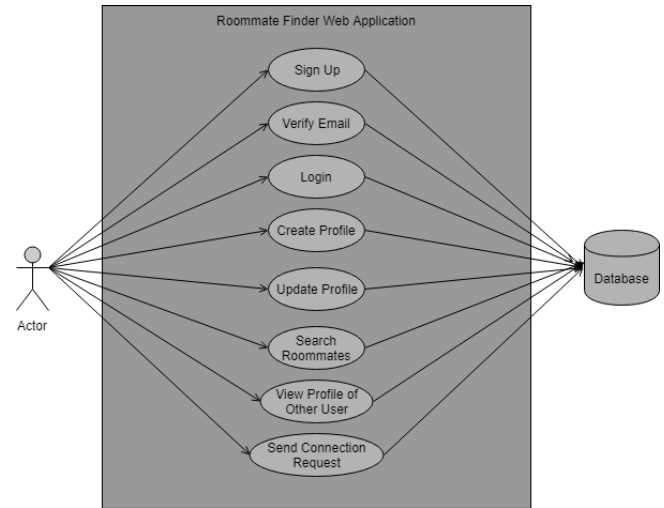 Roommate Finder Web Application
Sign Up
Verify Email
Login
Create Profile
Update Profile
Search
Roommates
View Profile of
Other User
Send Connection
Request
Actor
Database